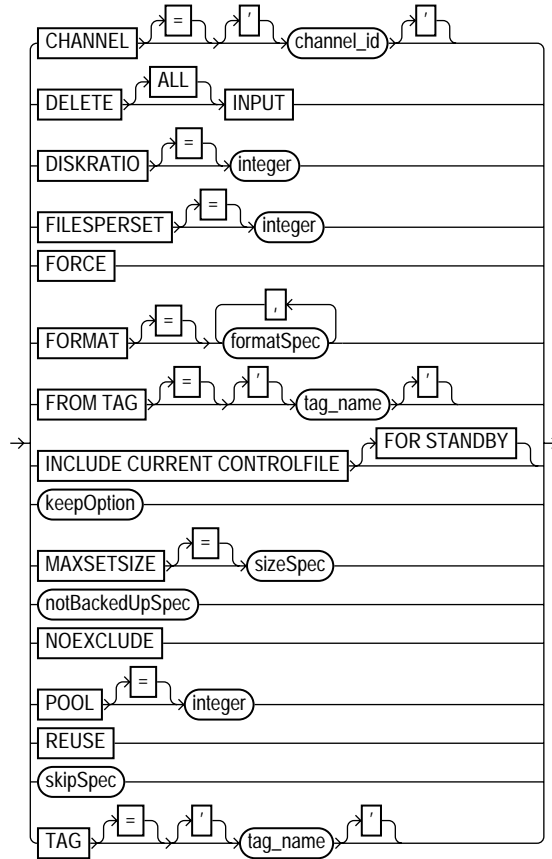 CHANNEL = ' channel_id '
DELETE ALL INPUT
DISKRATIO = integer
FILESPERSET = integer
FORCE
FORMAT = , formatSpec
FROM TAG = ' tag_name '
INCLUDE CURRENT CONTROLFILE FOR STANDBY
keepOption
MAXSETSIZE = sizeSpec
notBackedUpSpec
NOEXCLUDE
POOL = integer
REUSE
skipSpec
TAG = ' tag_name '